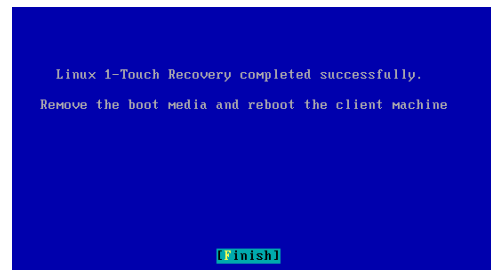 Linux 1-Touch Recovery completed successfully.
Remove the boot media and reboot the client machine
[Finish]